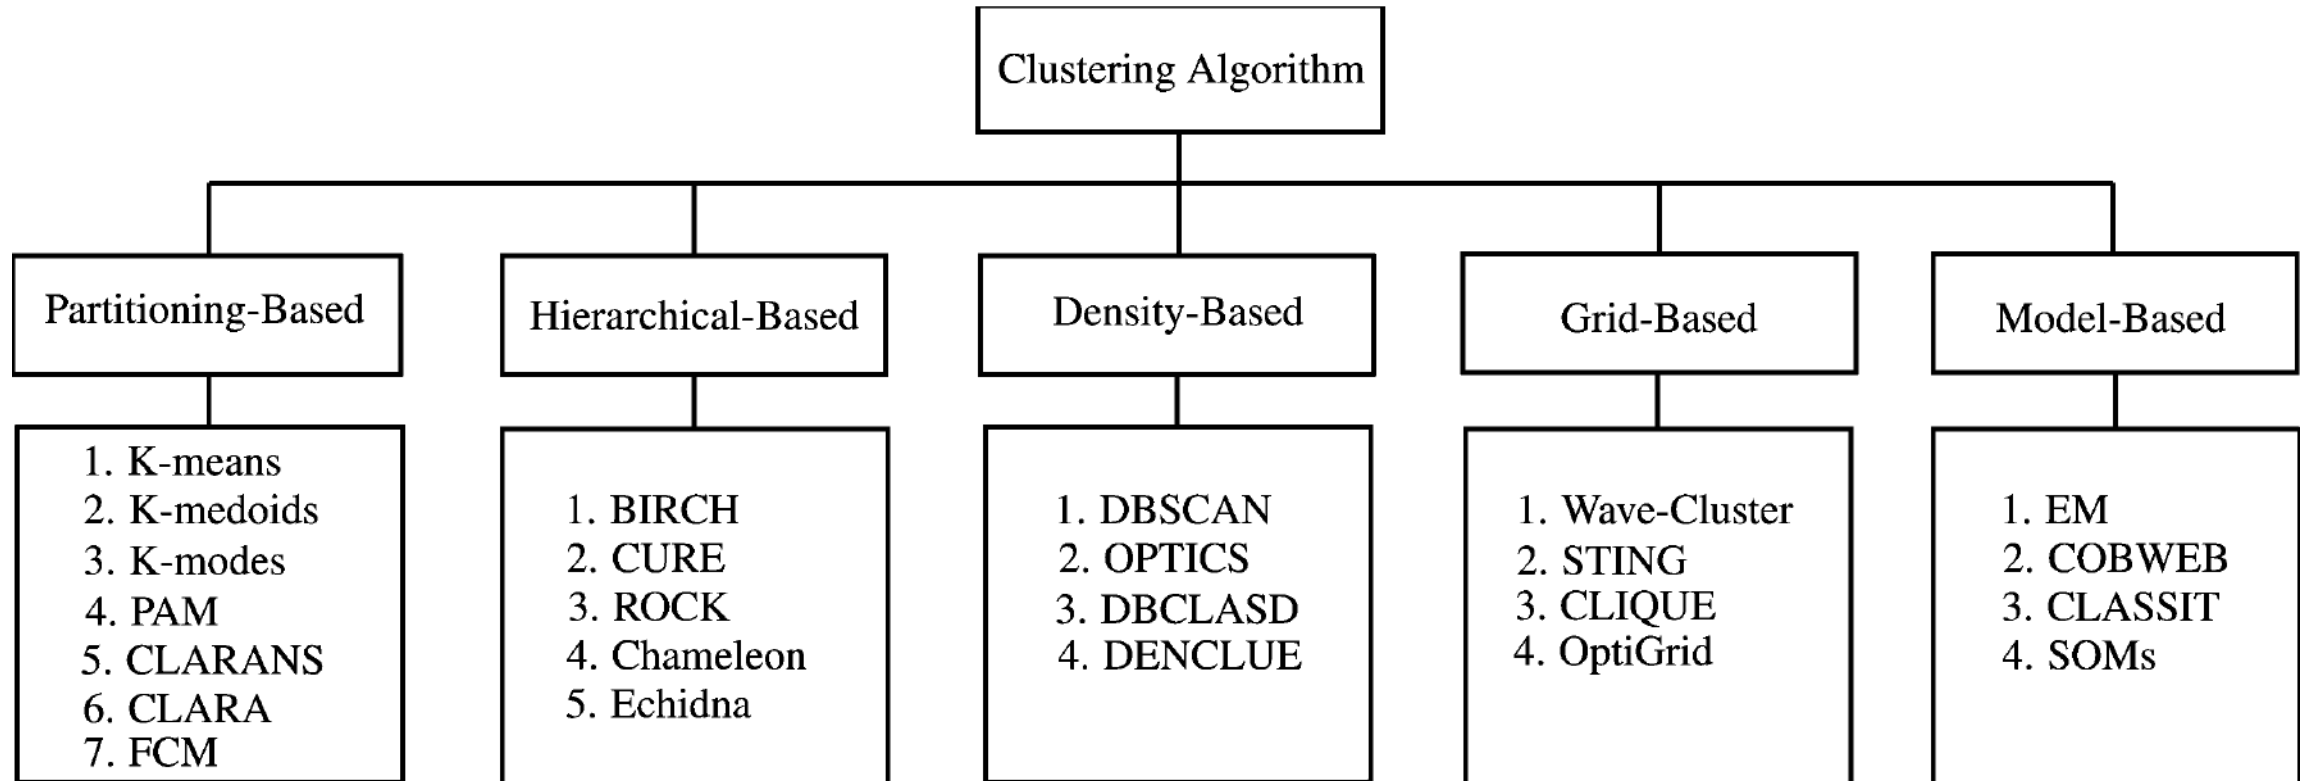 Clustering Algorithm
Partitioning-Based
Hierarchical-Based
Density-Based
Grid-Based
Model-Based
1. K-means
2. K-medoids
3. K-modes
4. PAM
5. CLARANS
6. CLARA
7. FCM
1. BIRCH
2. CURE
3. ROCK
4. Chameleon
5. Echidna
1. DBSCAN
2. OPTICS
3. DBCLASD
4. DENCLUE
1. Wave-Cluster
2. STING
3. CLIQUE
4. OptiGrid
1. EM
2. COBWEB
3. CLASSIT
4. SOMs